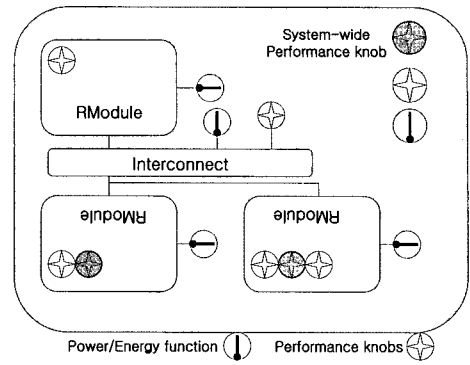 System-wide
Performance knob
RModule
Interconnect
RModule
RModule
Power/Energy function
Performance knobs